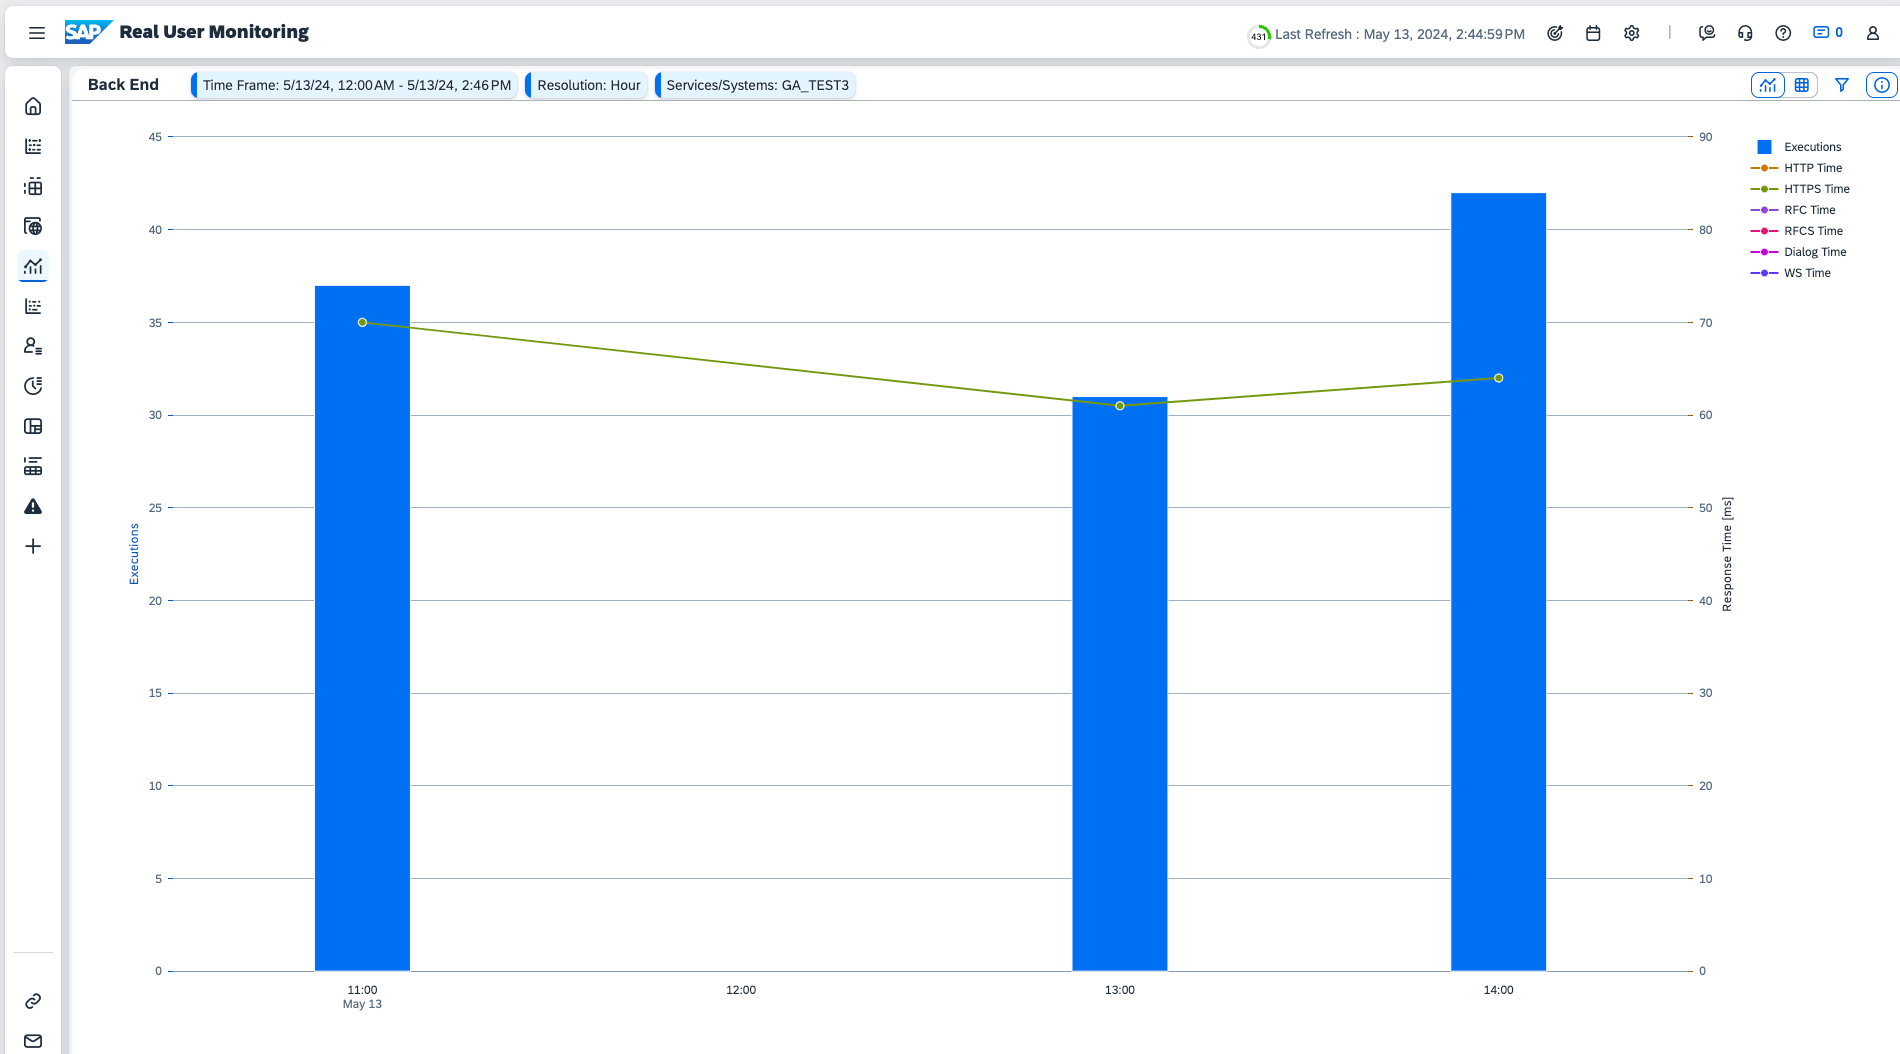 SAP Real User Monitoring
431 Last Refresh : May 13, 2024, 2:44:59 PM
0
Back End
Time Frame: 5/13/24, 12:00 AM - 5/13/24, 2:46 PM
Resolution: Hour
Services/Systems: GA_TEST3
45
40
35
30
25
20
15
10
5
0
Executions
90
80
70
60
50
40
30
20
10
0
Response Time [ms]
11:00
May 13
12:00
13:00
14:00
Executions
HTTP Time
HTTPS Time
RFC Time
RFCS Time
Dialog Time
WS Time